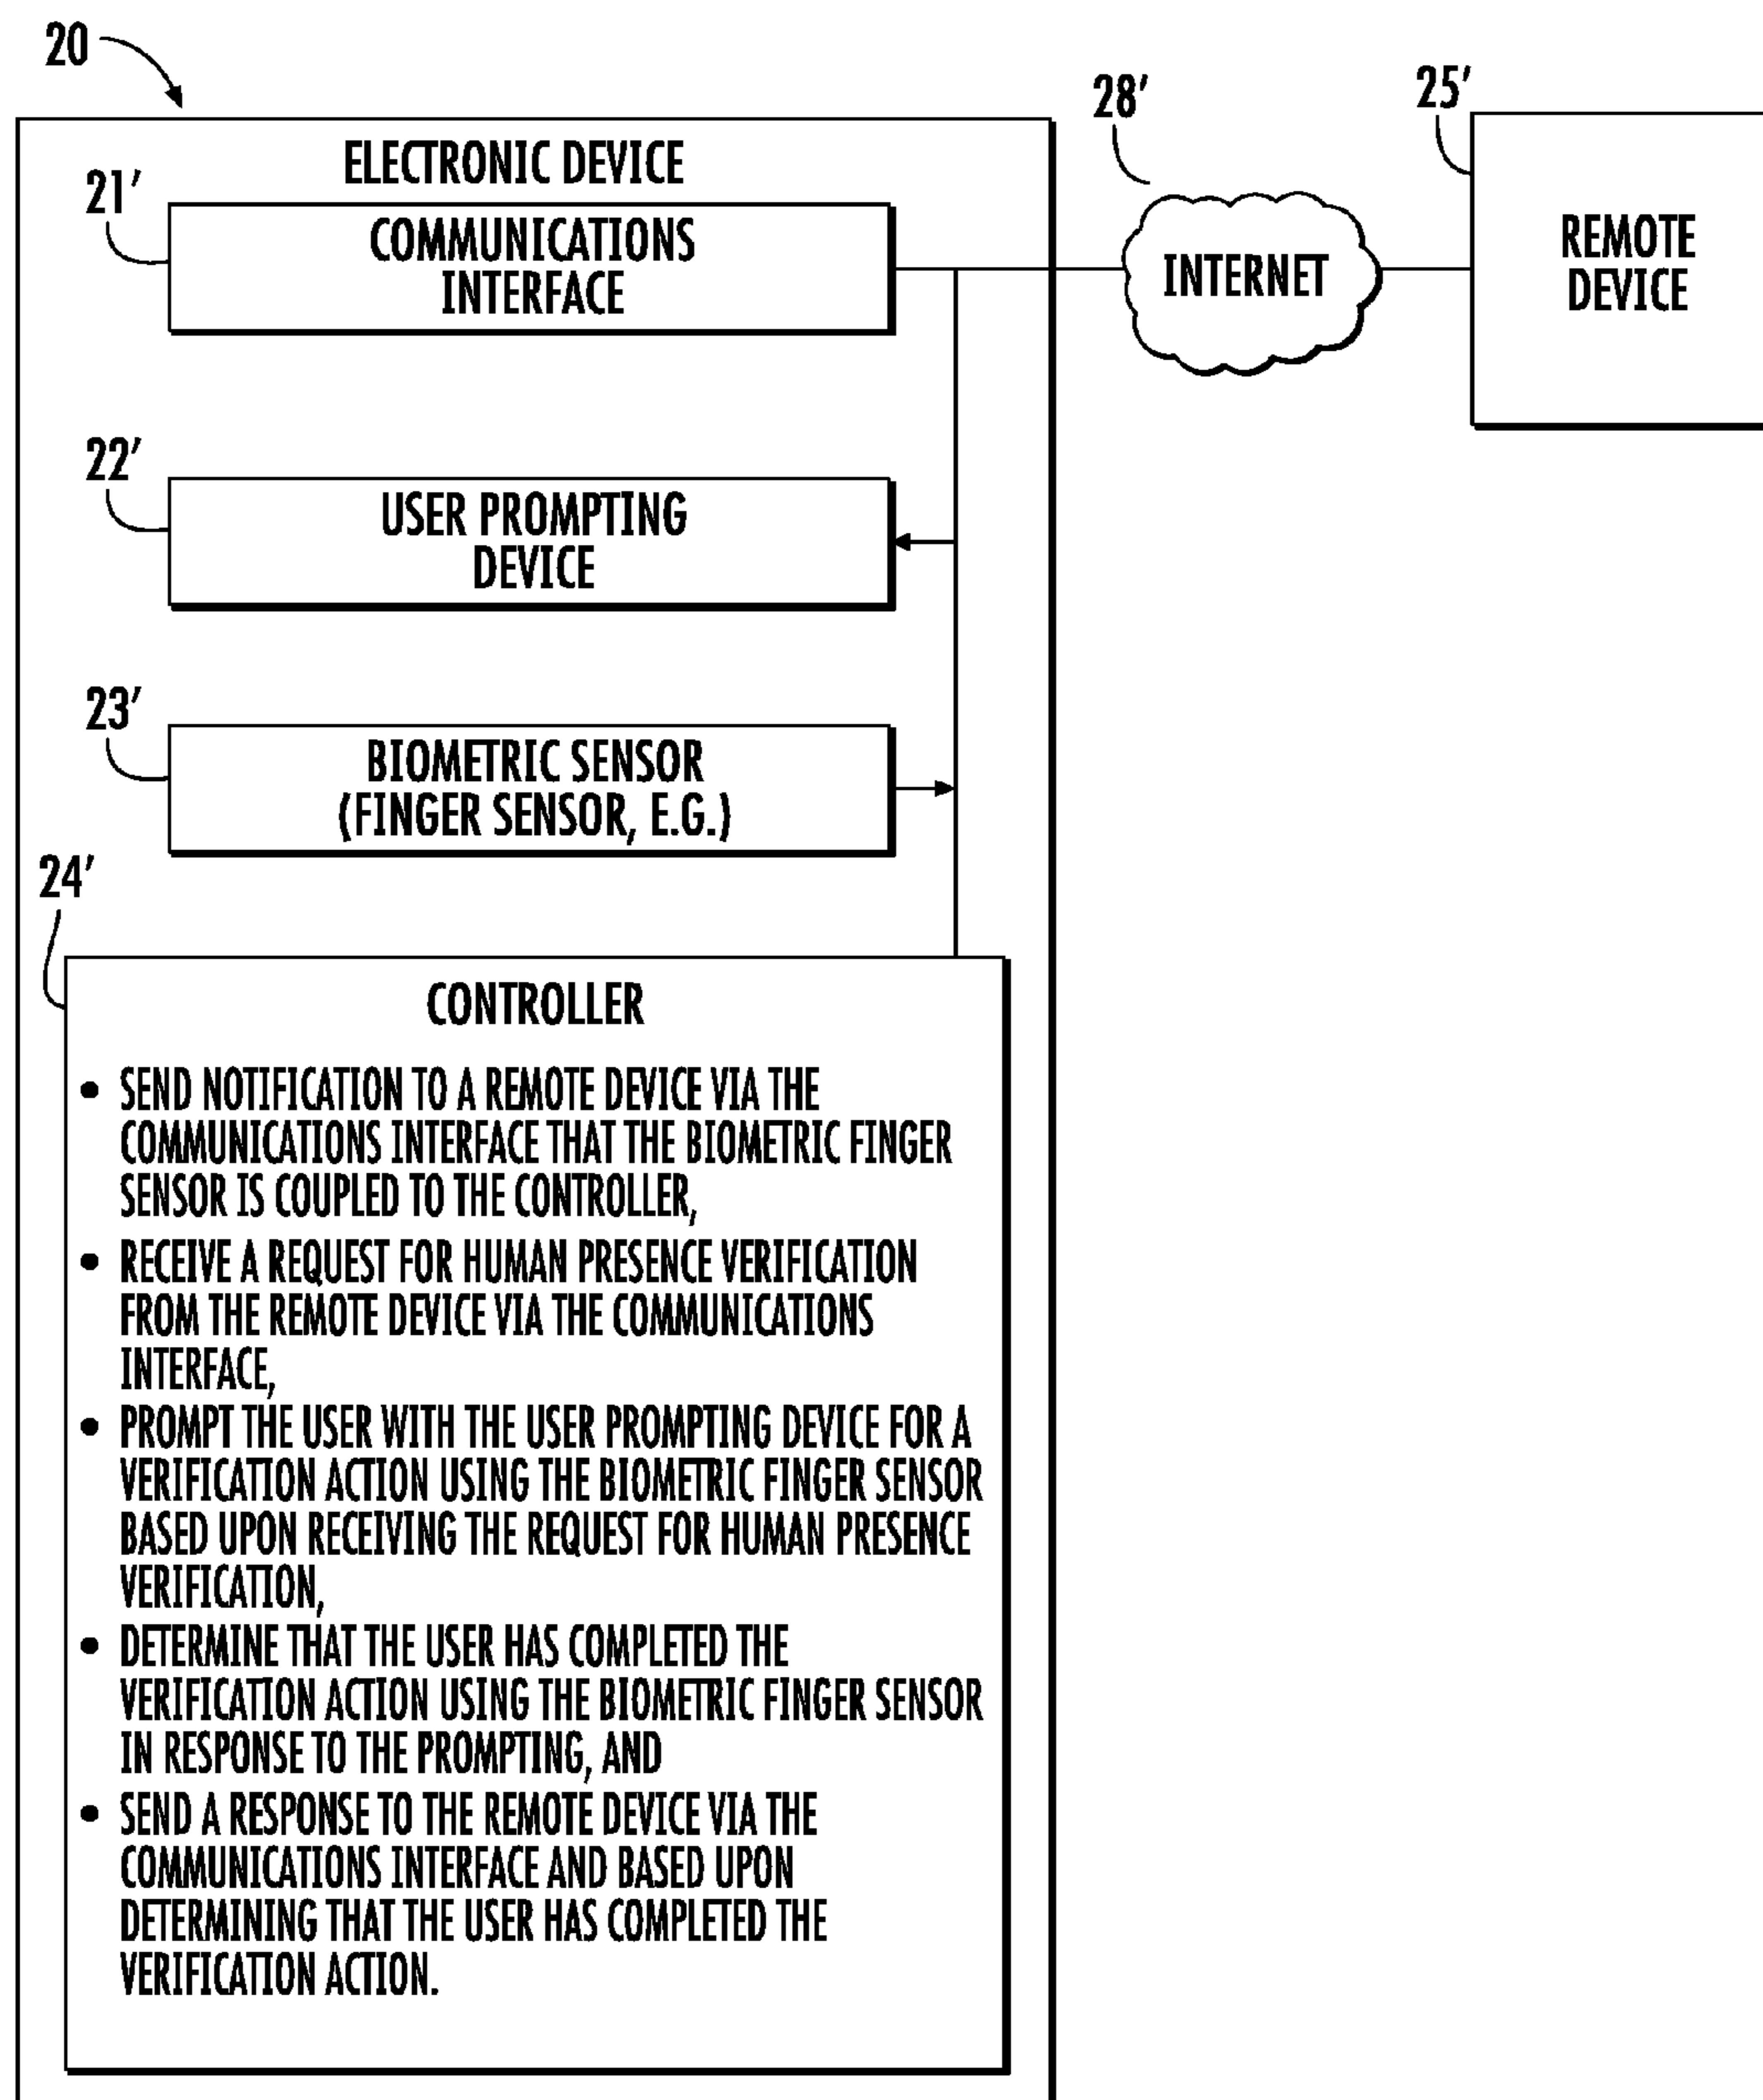 20
ELECTRONIC DEVICE
28'
25'
21'
COMMUNICATIONS
INTERFACE
INTERNET
REMOTE
DEVICE
22'
USER PROMPTING
DEVICE
23'
BIOMETRIC SENSOR
(FINGER SENSOR, E.G.)
24'
CONTROLLER
• SEND NOTIFICATION TO A REMOTE DEVICE VIA THE
COMMUNICATIONS INTERFACE THAT THE BIOMETRIC FINGER
SENSOR IS COUPLED TO THE CONTROLLER,
• RECEIVE A REQUEST FOR HUMAN PRESENCE VERIFICATION
FROM THE REMOTE DEVICE VIA THE COMMUNICATIONS
INTERFACE,
• PROMPT THE USER WITH THE USER PROMPTING DEVICE FOR A
VERIFICATION ACTION USING THE BIOMETRIC FINGER SENSOR
BASED UPON RECEIVING THE REQUEST FOR HUMAN PRESENCE
VERIFICATION,
• DETERMINE THAT THE USER HAS COMPLETED THE
VERIFICATION ACTION USING THE BIOMETRIC FINGER SENSOR
IN RESPONSE TO THE PROMPTING, AND
• SEND A RESPONSE TO THE REMOTE DEVICE VIA THE
COMMUNICATIONS INTERFACE AND BASED UPON
DETERMINING THAT THE USER HAS COMPLETED THE
VERIFICATION ACTION.